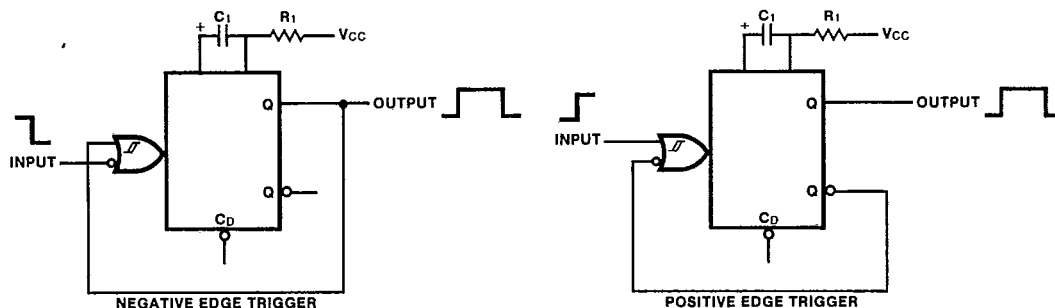 C1
R1
+
VCC
Q
OUTPUT
INPUT
Q
CD
NEGATIVE EDGE TRIGGER
C1
R1
+
VCC
Q
OUTPUT
INPUT
Q
CD
POSITIVE EDGE TRIGGER